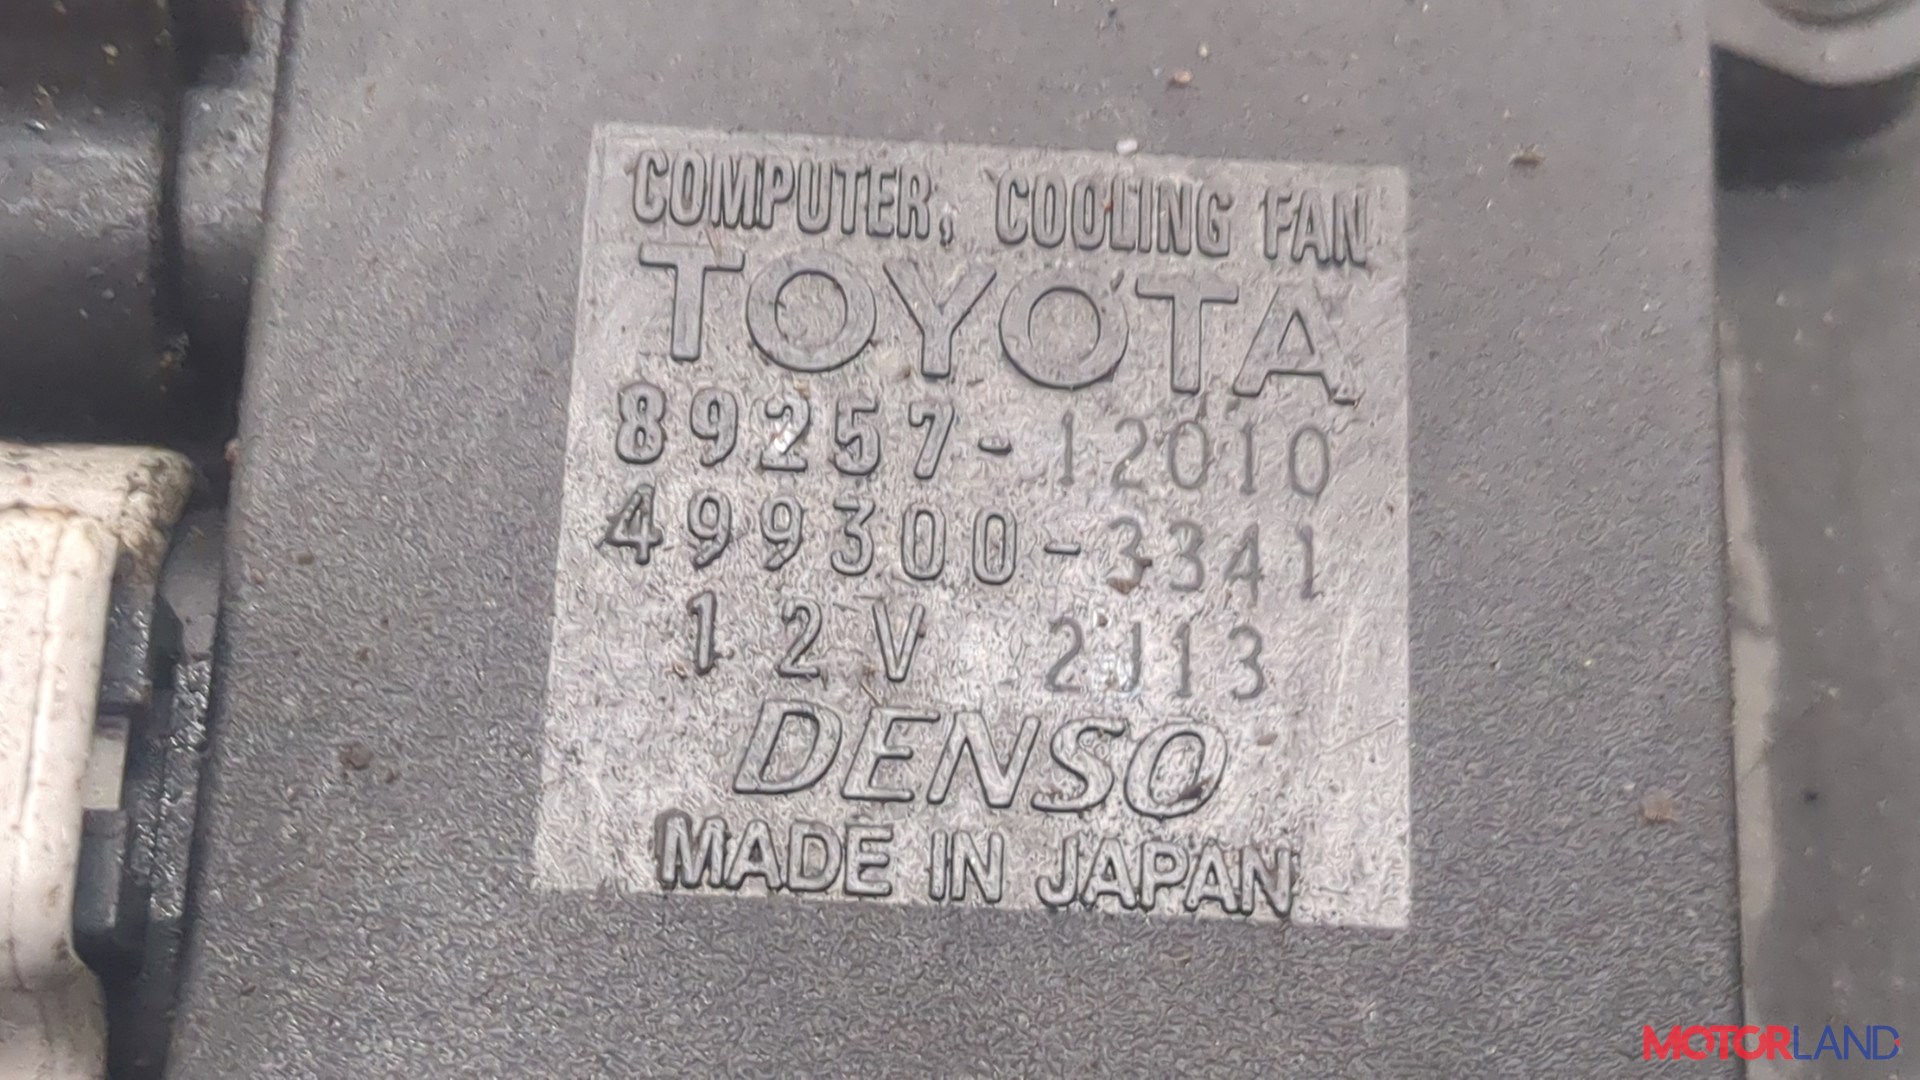 COMPUTER, COOLING FAN
TOYOTA
89257-12010
499300-3341
12V 2J13
DENSO
MADE IN JAPAN
MOTORLAND